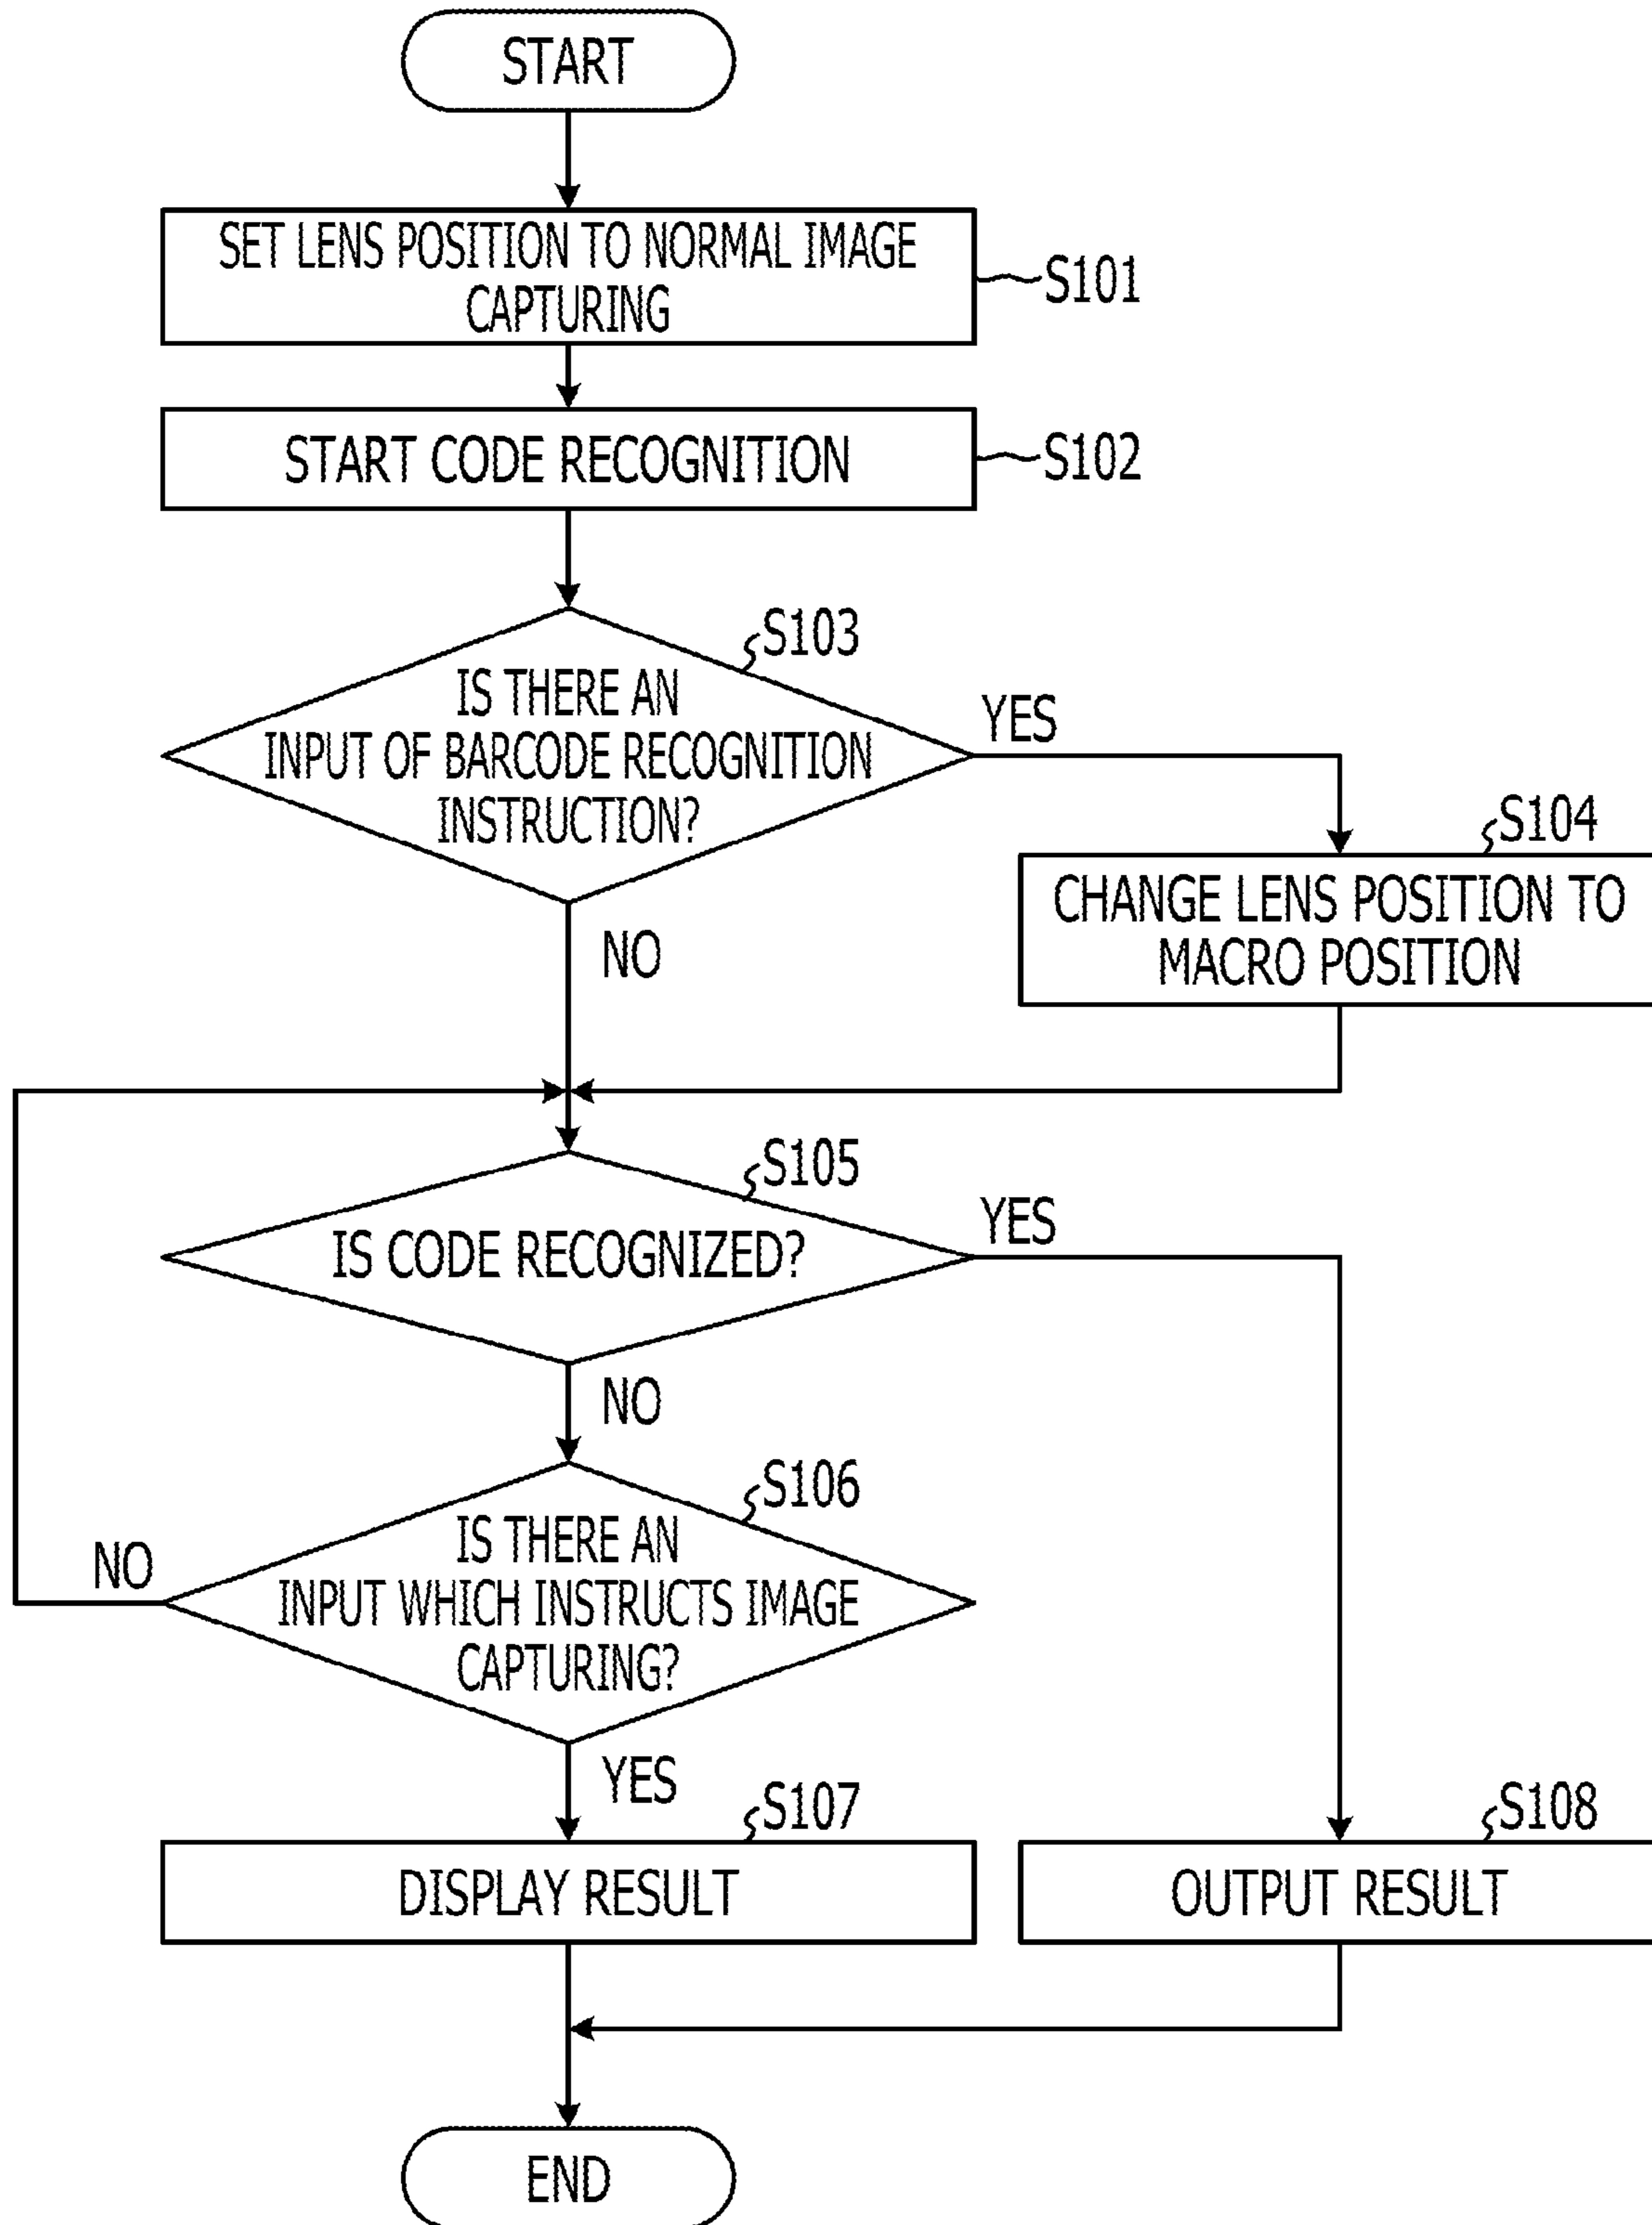 START
SET LENS POSITION TO NORMAL IMAGE
CAPTURING
S101
START CODE RECOGNITION
S102
S103
IS THERE AN
INPUT OF BARCODE RECOGNITION
INSTRUCTION?
YES
NO
S104
CHANGE LENS POSITION TO
MACRO POSITION
S105
IS CODE RECOGNIZED?
YES
NO
S106
IS THERE AN
INPUT WHICH INSTRUCTS IMAGE
CAPTURING?
NO
YES
S107
DISPLAY RESULT
S108
OUTPUT RESULT
END